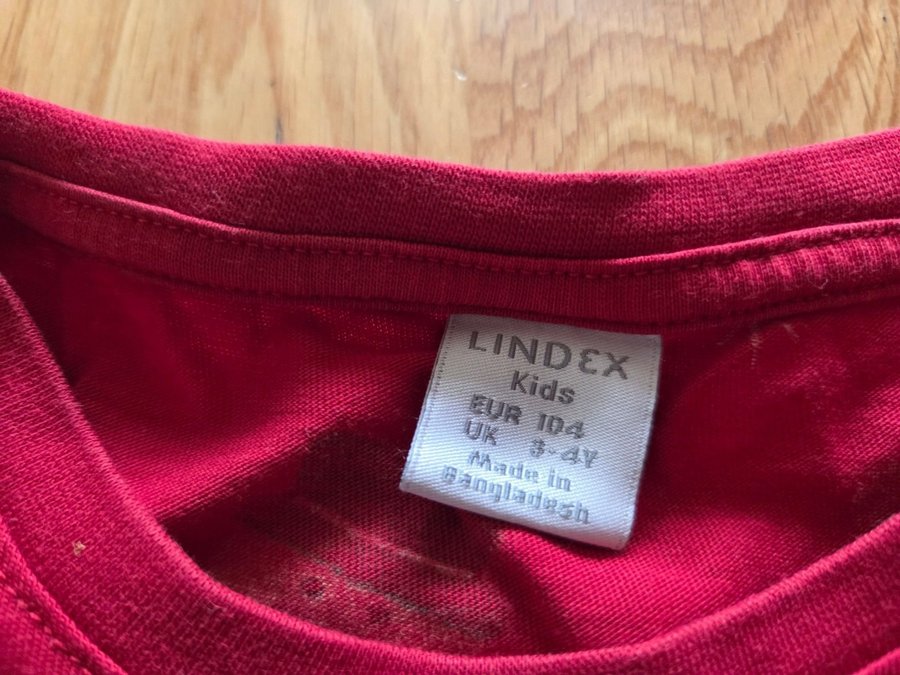 LINDEX
Kids
EUR 104
UK 3-4Y
Made in
Bangladesh